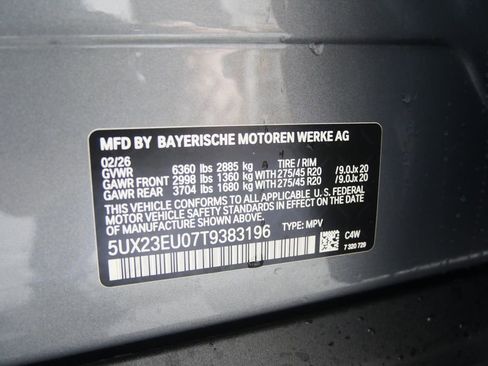 MFD BY BAYERISCHE MOTOREN WERKE AG
02/26
GVWR 6360 lbs 2885 kg TIRE / RIM
GAWR FRONT 2998 lbs 1360 kg WITH 275/45 R20 / 9.0Jx 20
GAWR REAR 3704 lbs 1680 kg WITH 275/45 R20 / 9.0Jx 20
THIS VEHICLE CONFORMS TO ALL APPLICABLE U. S. FEDERAL
MOTOR VEHICLE SAFETY STANDARDS IN EFFECT ON THE DATE
OF MANUFACTURE SHOWN ABOVE.
5UX23EU07T9383196 TYPE: MPV
C4W
7 320 729